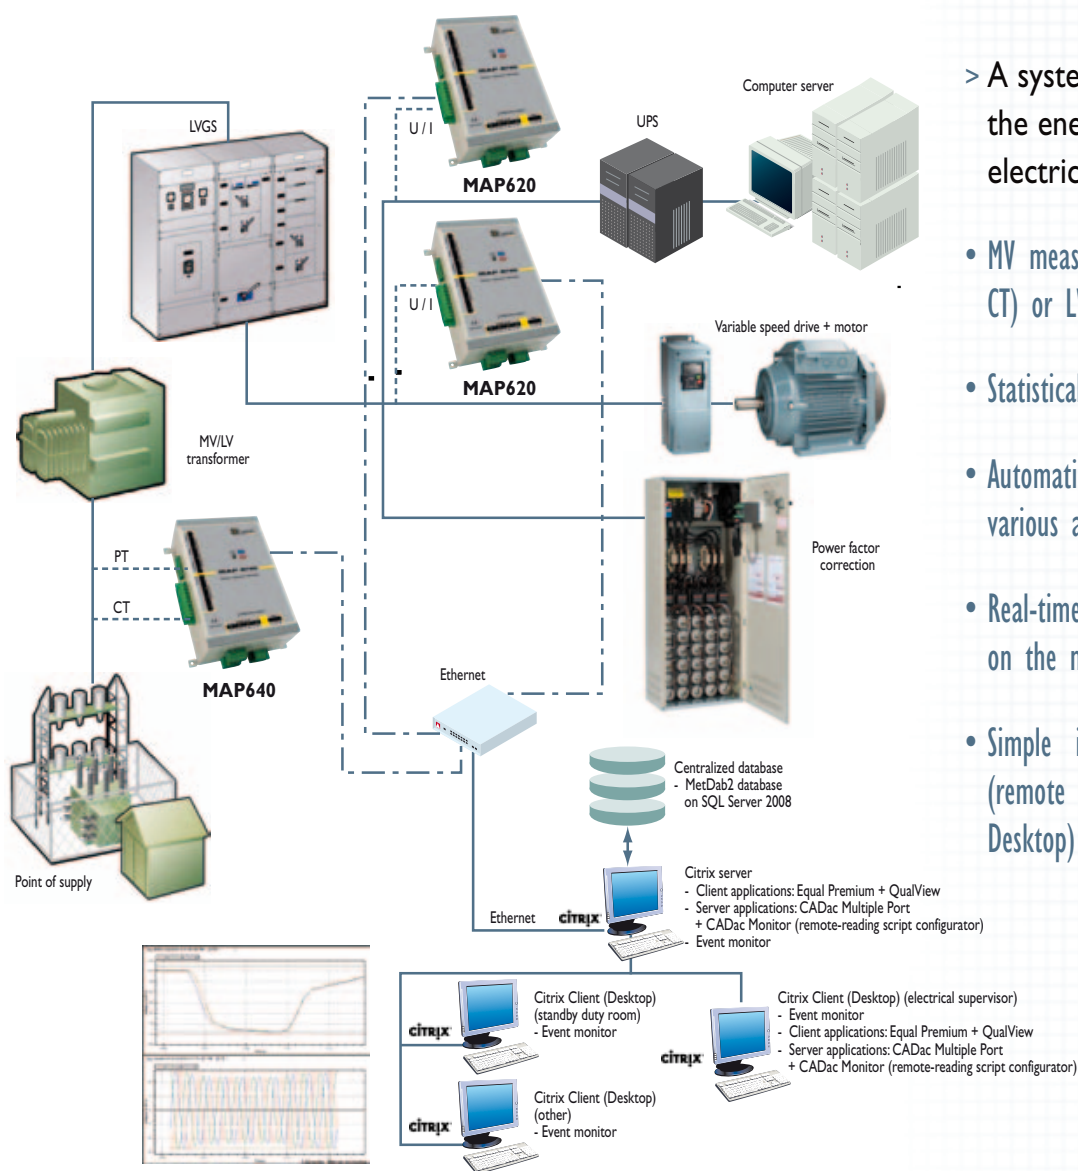 Computer server
UPS
LVGS
U / I
MAP620
U / I
MAP620
Variable speed drive + motor
MV/LV
transformer
PT
CT
MAP640
Power factor
correction
Ethernet
Point of supply
Centralized database
- MetDab2 database
on SQL Server 2008
Citrix server
- Client applications: Equal Premium + QualView
- Server applications: CADac Multiple Port
+ CADac Monitor (remote-reading script configurator)
- Event monitor
Ethernet
CITRIX
Citrix Client (Desktop)
(standby duty room)
- Event monitor
CITRIX
Citrix Client (Desktop)
(other)
- Event monitor
CITRIX
Citrix Client (Desktop) (electrical supervisor)
- Event monitor
- Client applications: Equal Premium + QualView
- Server applications: CADac Multiple Port
+ CADac Monitor (remote-reading script configurator)
CITRIX
> A syste
the ene
electric
• MV meas
CT) or LV
• Statistical
• Automati
various a
• Real-time
on the n
• Simple i
(remote
Desktop)